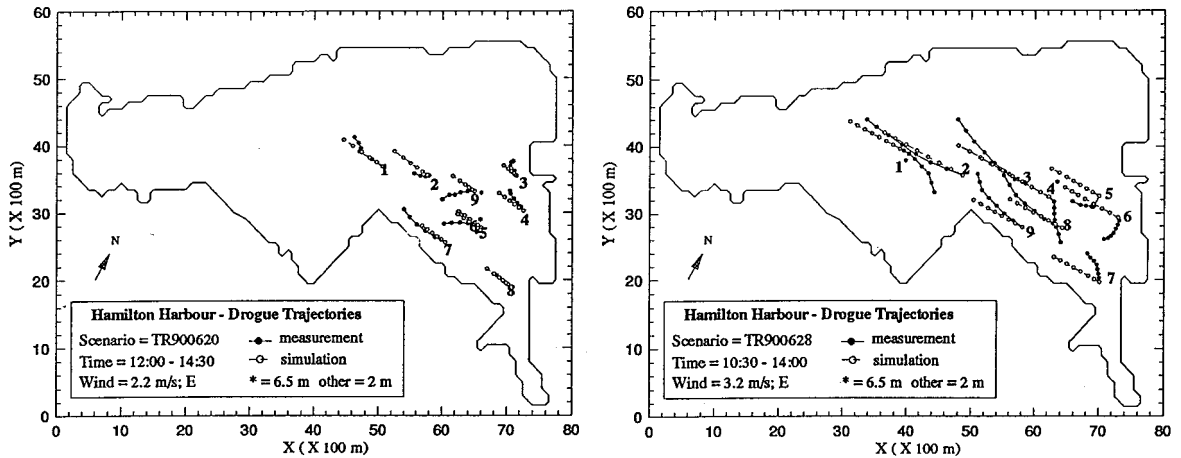 60
50
40
30
20
10
0
Y (X 100 m)
1
2
3
4
5
6
7
8
9
N
Hamilton Harbour - Drogue Trajectories
Scenario = TR900620
measurement
Time = 12:00 - 14:30
simulation
Wind = 2.2 m/s; E
* = 6.5 m other = 2 m
0 10 20 30 40 50 60 70 80
X (X 100 m)
60
50
40
30
20
10
0
Y (X 100 m)
1
2
3
4
5
6
7
8
9
N
Hamilton Harbour - Drogue Trajectories
Scenario = TR900628
measurement
Time = 10:30 - 14:00
simulation
Wind = 3.2 m/s; E
* = 6.5 m other = 2 m
0 10 20 30 40 50 60 70 80
X (X 100 m)